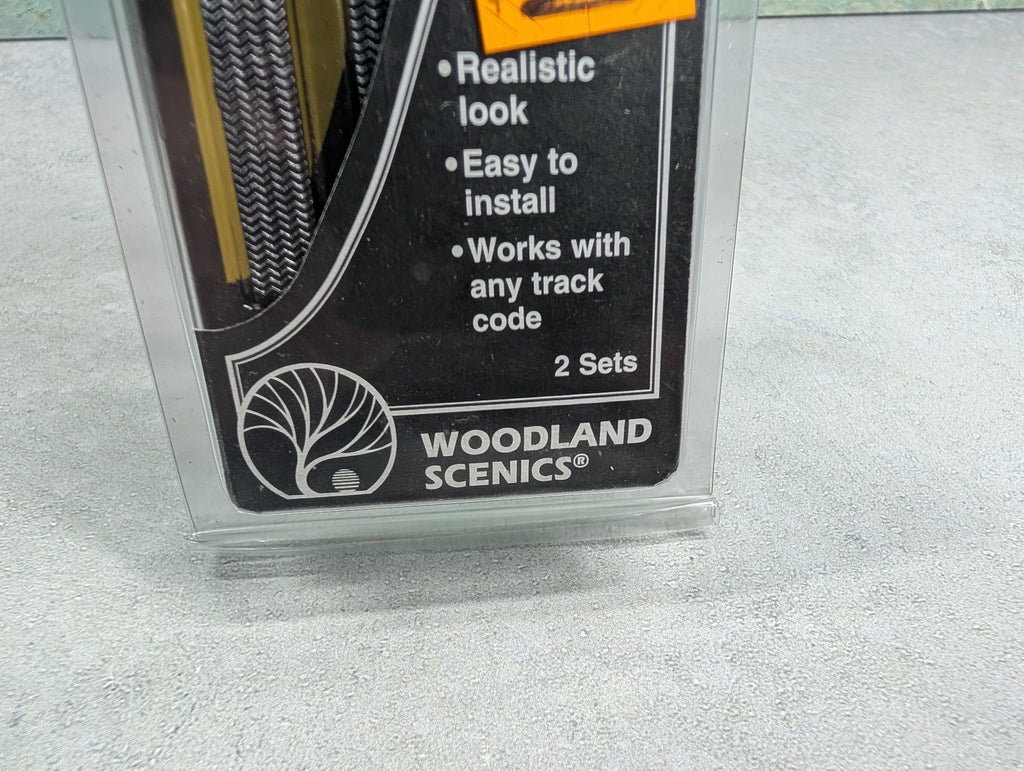 • Realistic
look
• Easy to
install
• Works with
any track
code
2 Sets
WOODLAND
SCENICS®